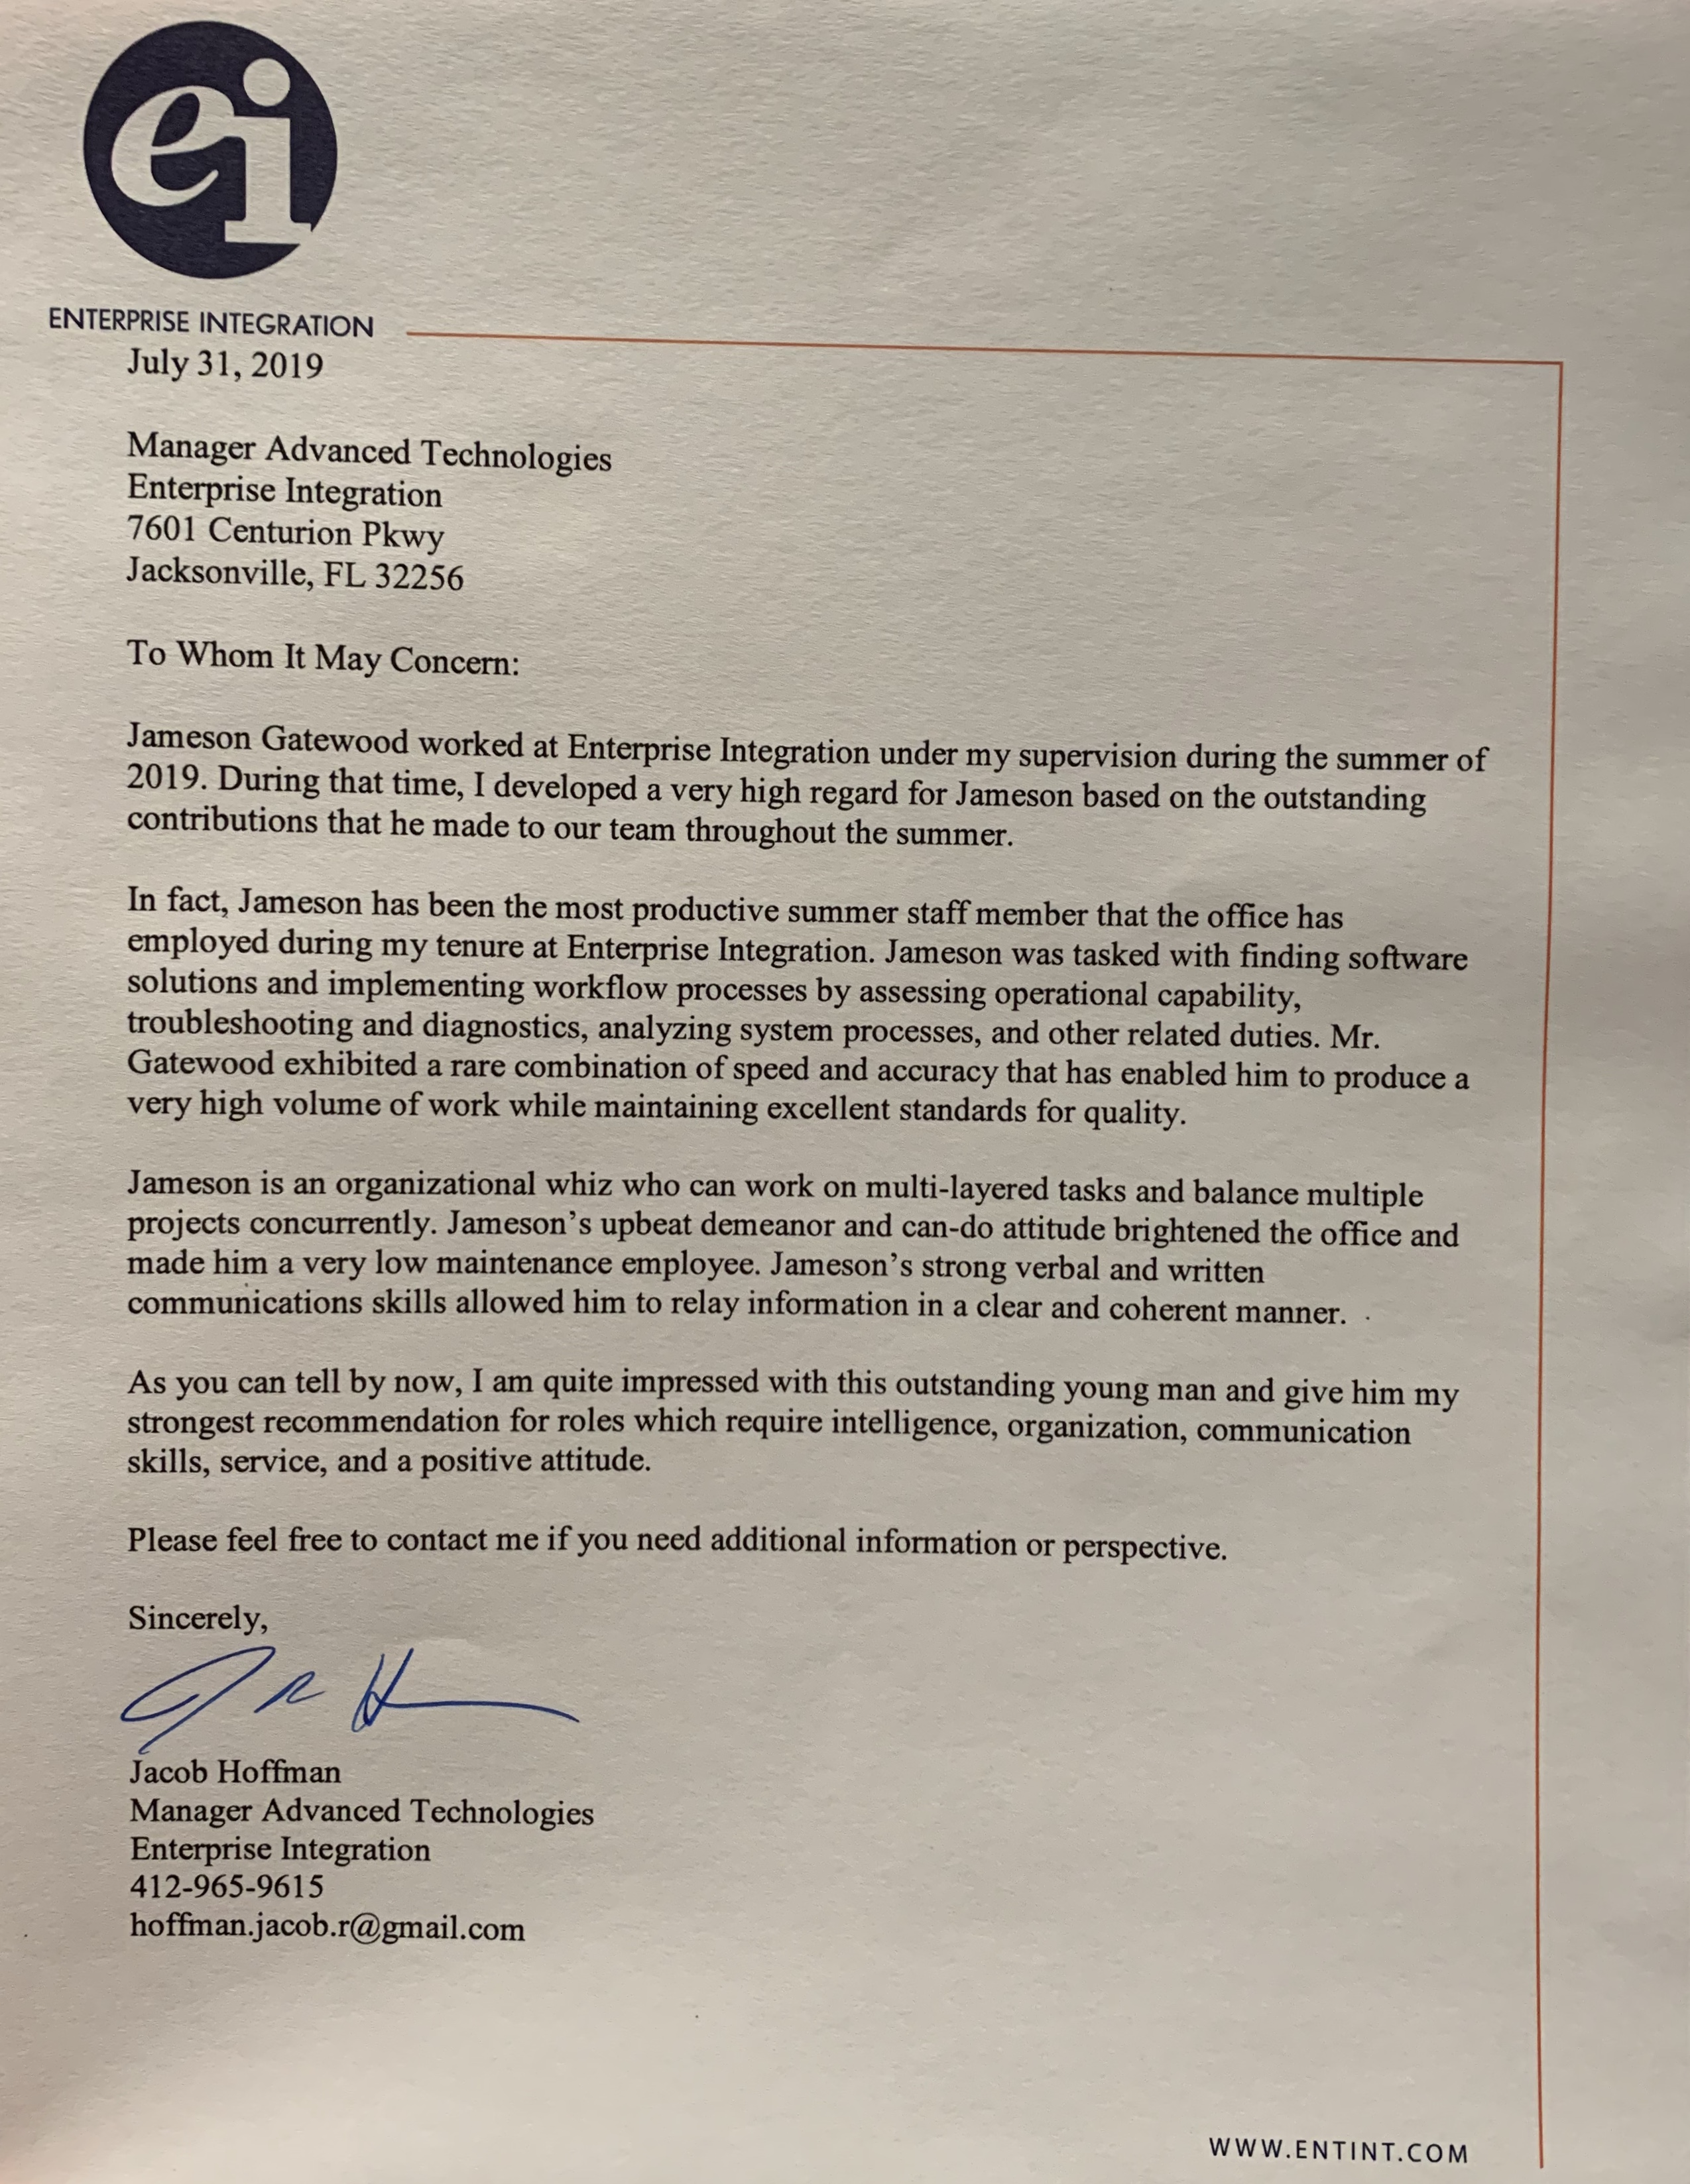 ei
ENTERPRISE INTEGRATION
July 31, 2019
Manager Advanced Technologies
Enterprise Integration
7601 Centurion Pkwy
Jacksonville, FL 32256
To Whom It May Concern:
Jameson Gatewood worked at Enterprise Integration under my supervision during the summer of
2019. During that time, I developed a very high regard for Jameson based on the outstanding
contributions that he made to our team throughout the summer.
In fact, Jameson has been the most productive summer staff member that the office has
employed during my tenure at Enterprise Integration. Jameson was tasked with finding software
solutions and implementing workflow processes by assessing operational capability,
troubleshooting and diagnostics, analyzing system processes, and other related duties. Mr.
Gatewood exhibited a rare combination of speed and accuracy that has enabled him to produce a
very high volume of work while maintaining excellent standards for quality.
Jameson is an organizational whiz who can work on multi-layered tasks and balance multiple
projects concurrently. Jameson’s upbeat demeanor and can-do attitude brightened the office and
made him a very low maintenance employee. Jameson’s strong verbal and written
communications skills allowed him to relay information in a clear and coherent manner.
As you can tell by now, I am quite impressed with this outstanding young man and give him my
strongest recommendation for roles which require intelligence, organization, communication
skills, service, and a positive attitude.
Please feel free to contact me if you need additional information or perspective.
Sincerely,
Jacob Hoffman
Manager Advanced Technologies
Enterprise Integration
412-965-9615
hoffman.jacob.r@gmail.com
WWW.ENTINT.COM